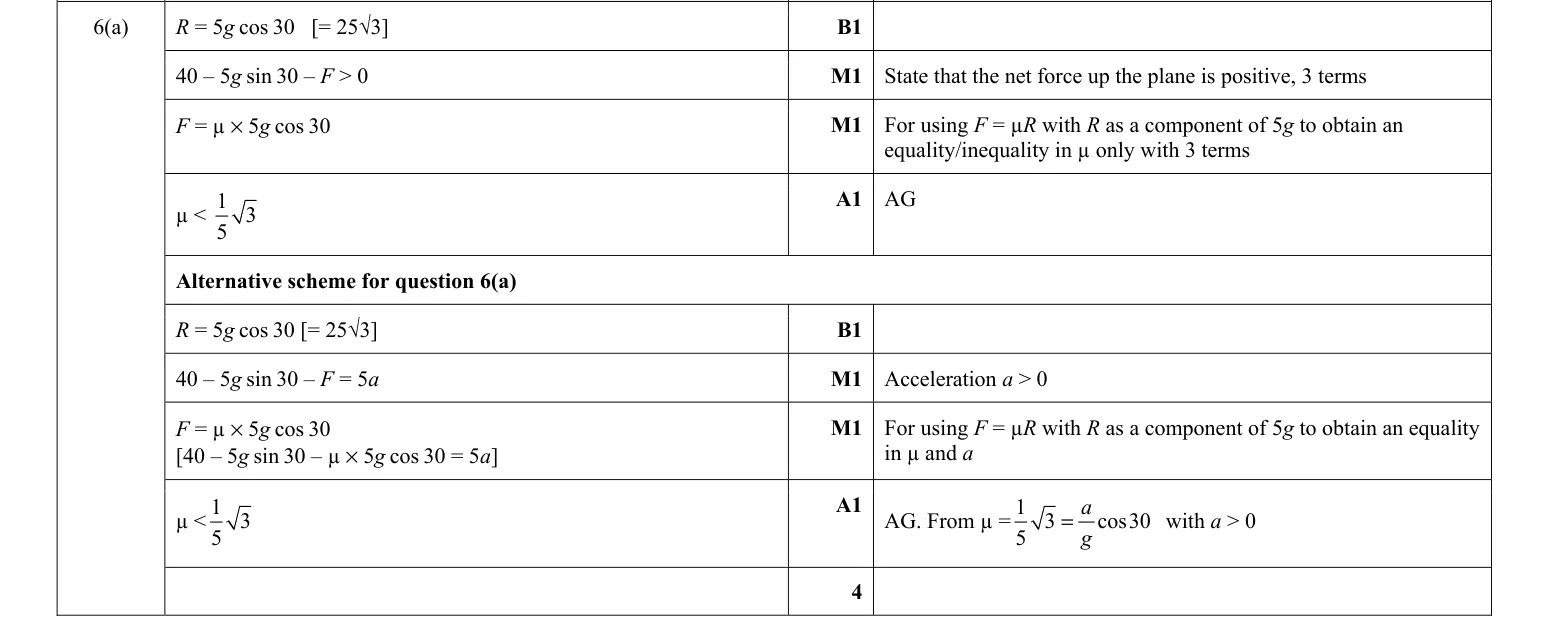 6(a) R = 5g cos 30 [= 25√3] B1
40 – 5g sin 30 – F > 0 M1 State that the net force up the plane is positive, 3 terms
F = μ × 5g cos 30 M1 For using F = μR with R as a component of 5g to obtain an
equality/inequality in μ only with 3 terms
μ < 1/5 √3 A1 AG
Alternative scheme for question 6(a)
R = 5g cos 30 [= 25√3] B1
40 – 5g sin 30 – F = 5a M1 Acceleration a > 0
F = μ × 5g cos 30 M1 For using F = μR with R as a component of 5g to obtain an equality
[40 – 5g sin 30 – μ × 5g cos 30 = 5a] in μ and a
μ < 1/5 √3 A1 AG. From μ = 1/5 √3 = a/g cos30 with a > 0
4